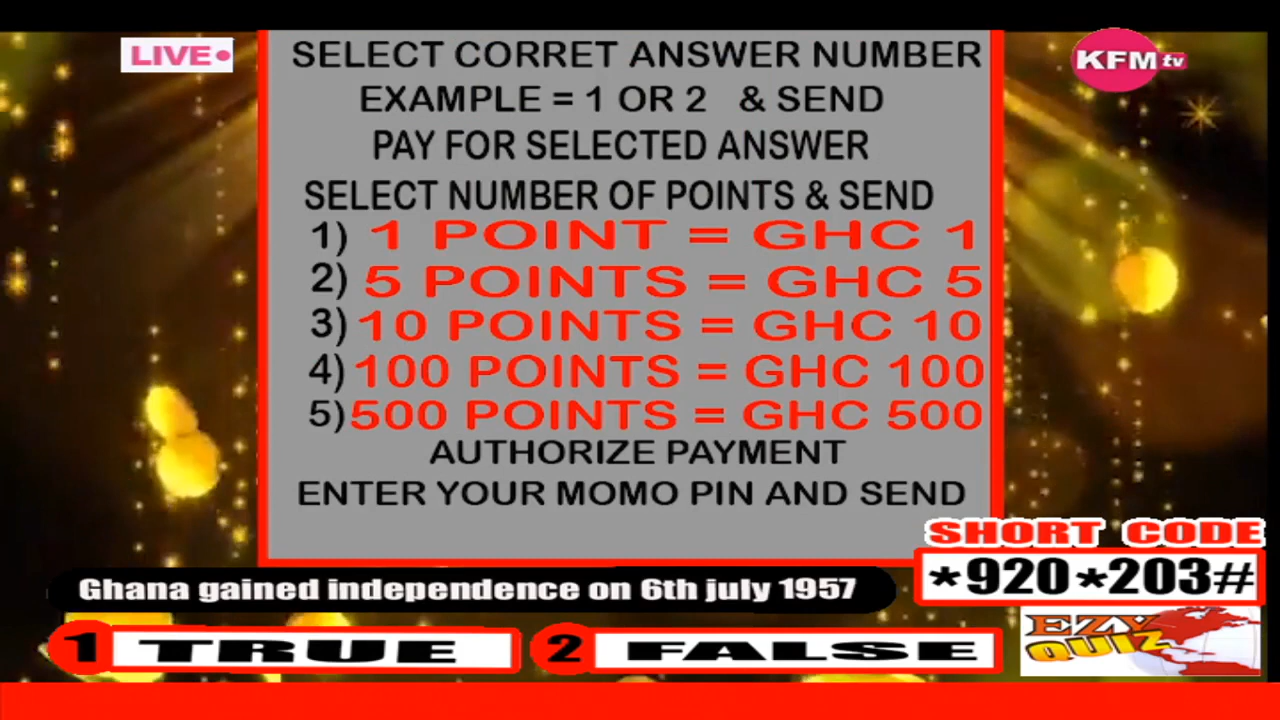 LIVE
KFM tv
SELECT CORRET ANSWER NUMBER
EXAMPLE = 1 OR 2 & SEND
PAY FOR SELECTED ANSWER
SELECT NUMBER OF POINTS & SEND
1) 1 POINT = GHC 1
2) 5 POINTS = GHC 5
3) 10 POINTS = GHC 10
4) 100 POINTS = GHC 100
5) 500 POINTS = GHC 500
AUTHORIZE PAYMENT
ENTER YOUR MOMO PIN AND SEND
SHORT CODE
*920*203#
Ghana gained independence on 6th july 1957
EZY
QUIZ
1 TRUE 2 FALSE